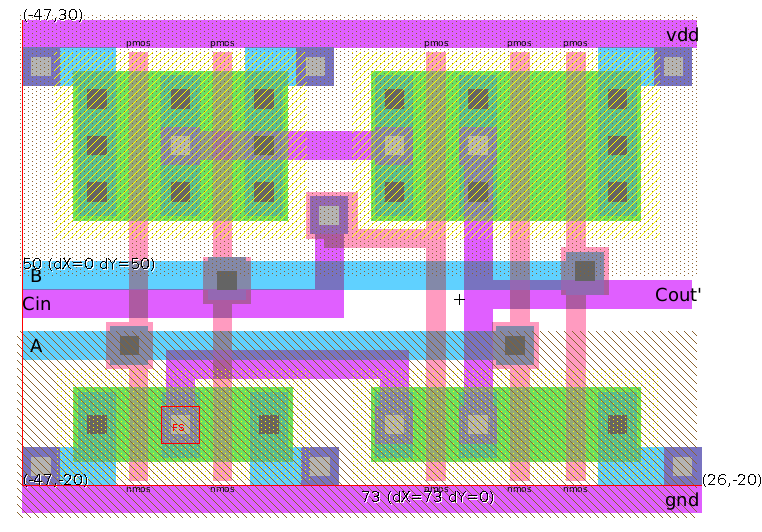 (-47,30)
vdd
pmos pmos pmos pmos pmos
50 (dX=0 dY=50)
B
Cin
Cout'
A
FS
(-47,-20)
(26,-20)
nmos nmos nmos nmos nmos
73 (dX=73 dY=0)
gnd